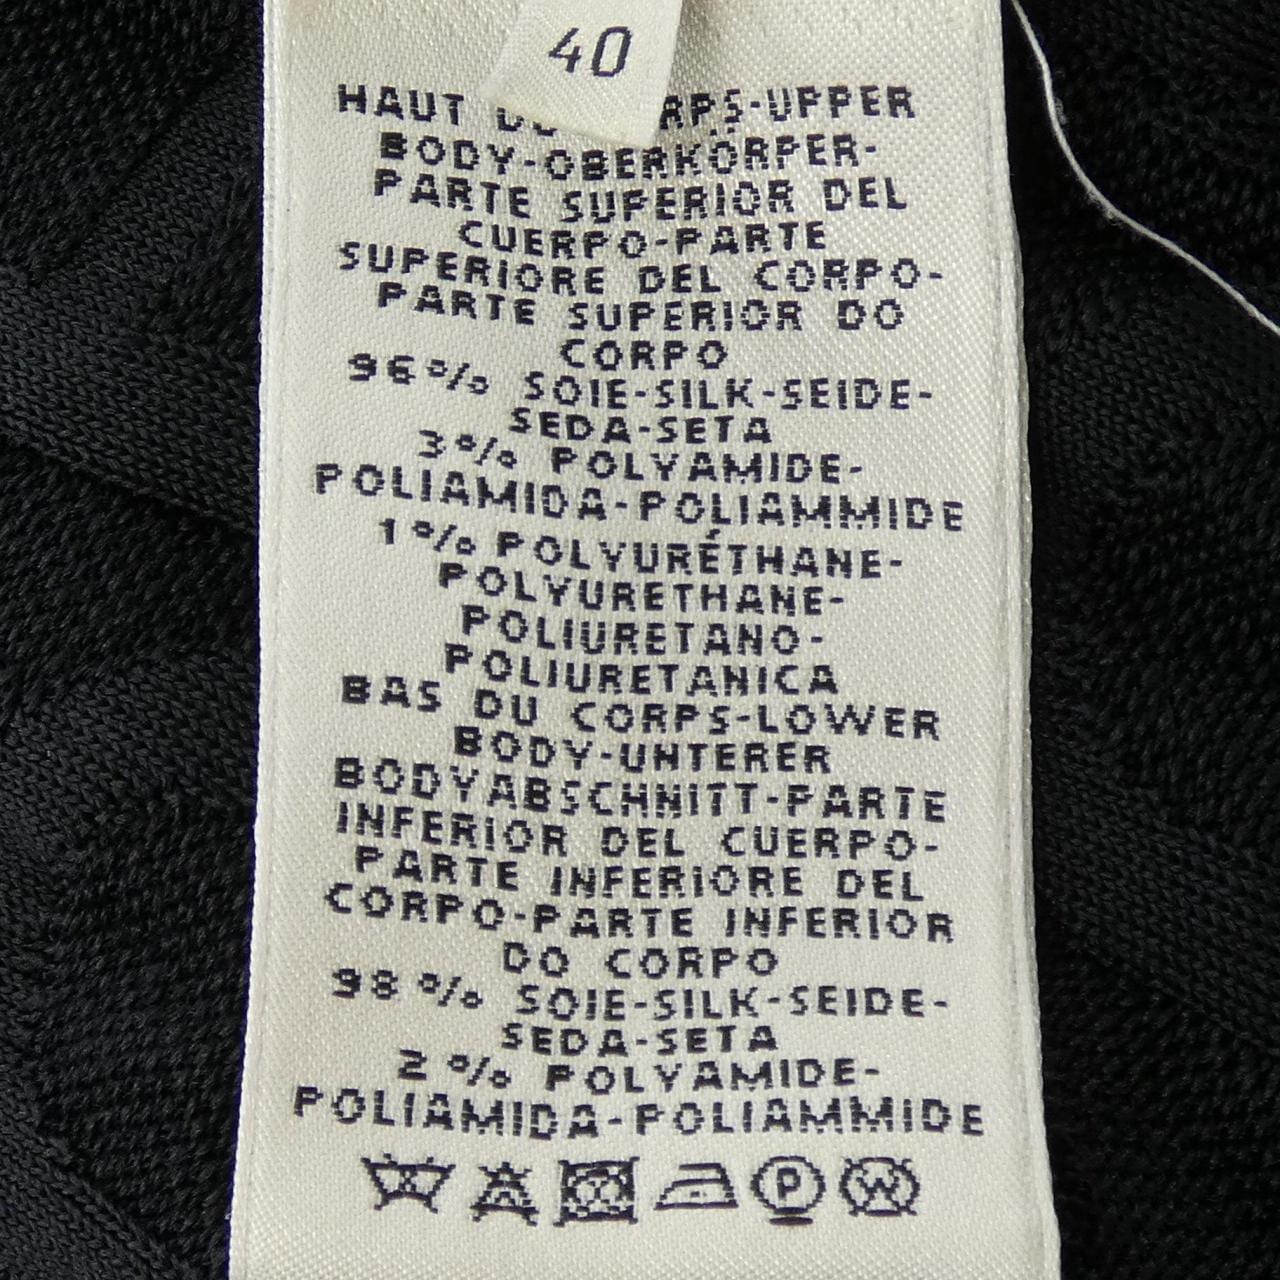 40
HAUT DU CORPS-UPPER
BODY-OBERKÖRPER-
PARTE SUPERIOR DEL
CUERPO-PARTE
SUPERIORE DEL CORPO-
PARTE SUPERIOR DO
CORPO
96% SOIE-SILK-SEIDE-
SEDA-SETA
3% POLYAMIDE-
POLIAMIDA-POLIAMMIDE
1% POLYURÉTHANE-
POLYURETHANE-
POLIURETANO-
POLIURETANICA
BAS DU CORPS-LOWER
BODY-UNTERER
BODYABSCHNITT-PARTE
INFERIOR DEL CUERPO-
PARTE INFERIORE DEL
CORPO-PARTE INFERIOR
DO CORPO
98% SOIE-SILK-SEIDE-
SEDA-SETA
2% POLYAMIDE-
POLIAMIDA-POLIAMMIDE
P W